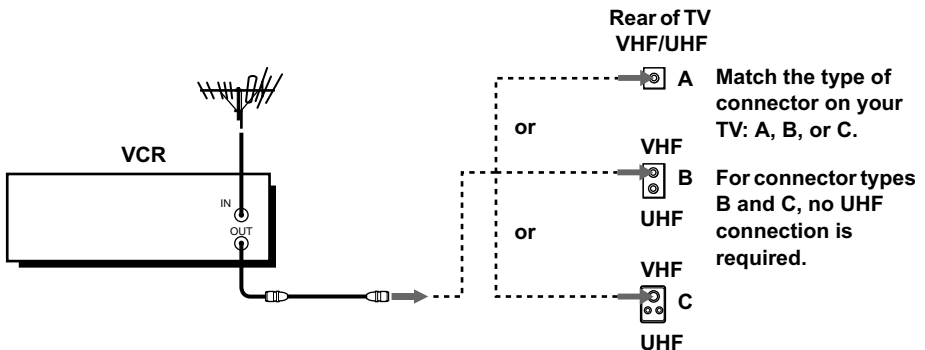 Rear of TV
VHF/UHF
A
Match the type of
connector on your
TV: A, B, or C.
or
VCR
VHF
B
For connector types
B and C, no UHF
connection is
required.
IN
UHF
OUT
or
VHF
C
UHF